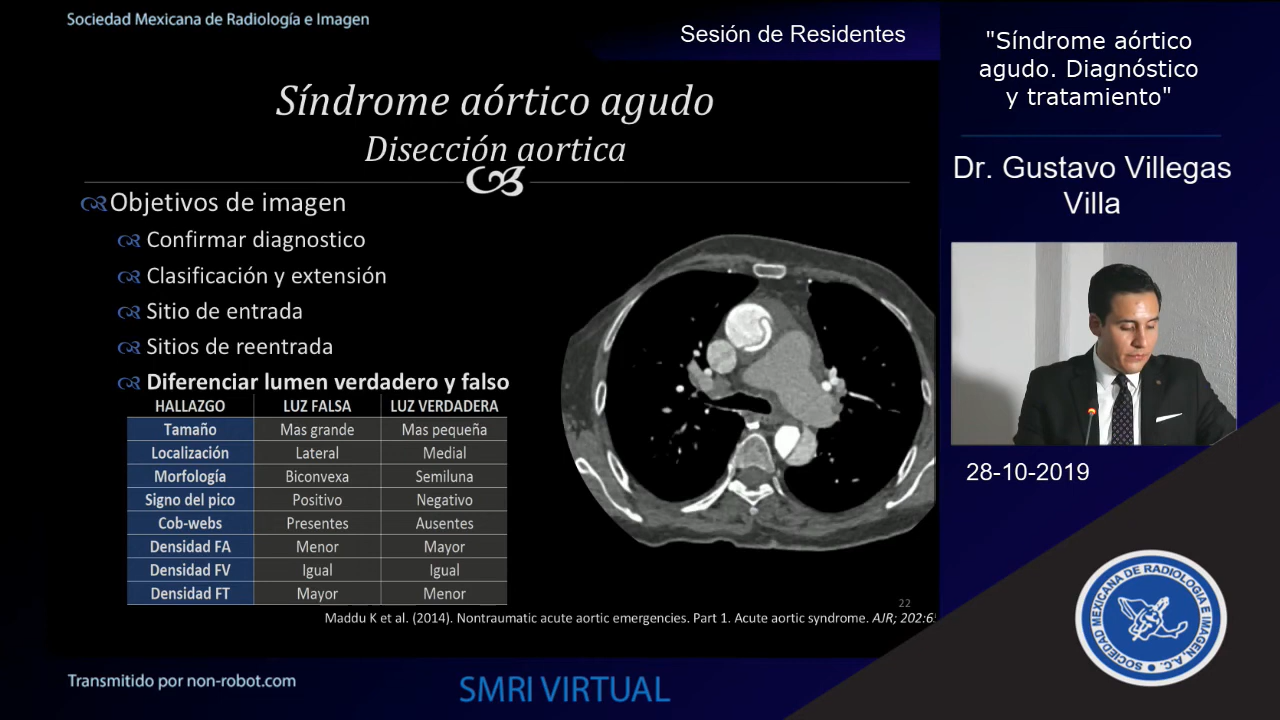 Sociedad Mexicana de Radiología e Imagen
Sesión de Residentes
"Síndrome aórtico
agudo. Diagnóstico
y tratamiento"
Dr. Gustavo Villegas
Villa
28-10-2019
Síndrome aórtico agudo
Disección aortica
Objetivos de imagen
Confirmar diagnostico
Clasificación y extensión
Sitio de entrada
Sitios de reentrada
Diferenciar lumen verdadero y falso
HALLAZGO LUZ FALSA LUZ VERDADERA
Tamaño Mas grande Mas pequeña
Localización Lateral Medial
Morfología Biconvexa Semiluna
Signo del pico Positivo Negativo
Cob-webs Presentes Ausentes
Densidad FA Menor Mayor
Densidad FV Igual Igual
Densidad FT Mayor Menor
22
Maddu K et al. (2014). Nontraumatic acute aortic emergencies. Part 1. Acute aortic syndrome. AJR; 202:6
SOCIEDAD MEXICANA DE RADIOLOGIA E IMAGEN, A.C.
Transmitido por non-robot.com
SMRI VIRTUAL